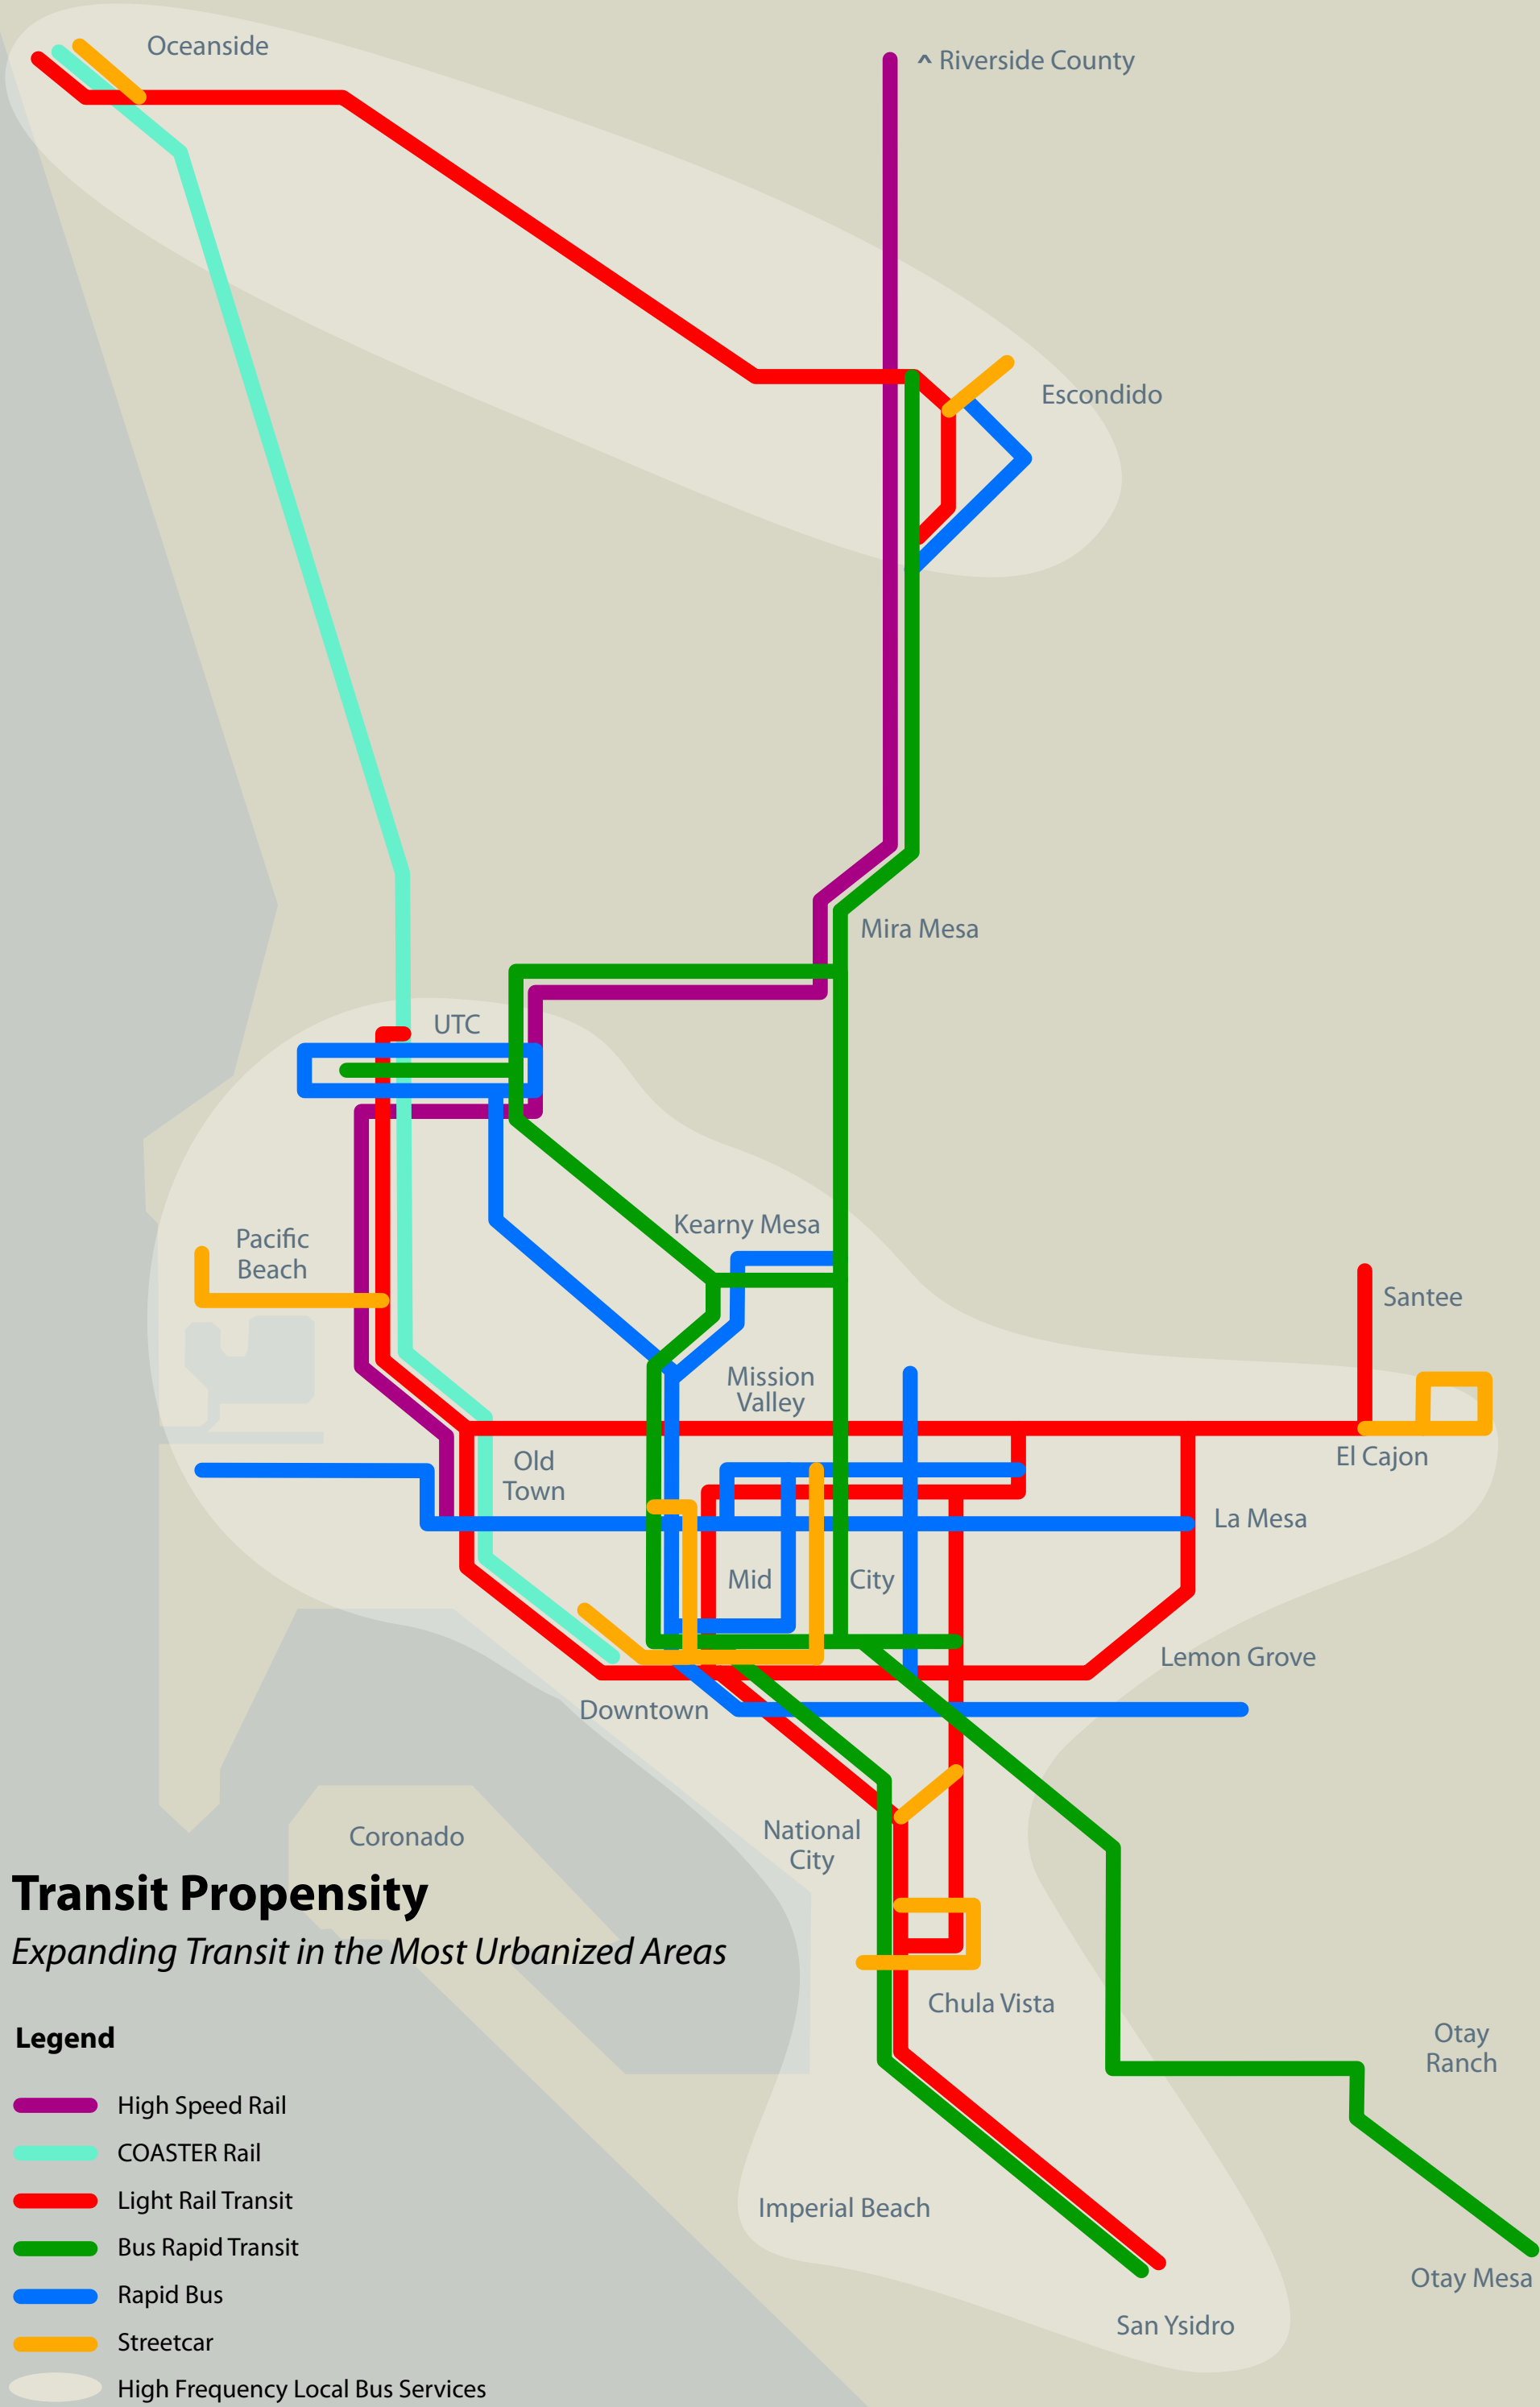 Oceanside
^ Riverside County
Escondido
Mira Mesa
UTC
Kearny Mesa
Pacific
Beach
Santee
Mission
Valley
El Cajon
Old
Town
La Mesa
Mid
City
Lemon Grove
Downtown
National
City
Coronado
Transit Propensity
Expanding Transit in the Most Urbanized Areas
Chula Vista
Otay
Ranch
Legend
High Speed Rail
COASTER Rail
Light Rail Transit
Imperial Beach
Bus Rapid Transit
Otay Mesa
Rapid Bus
San Ysidro
Streetcar
High Frequency Local Bus Services